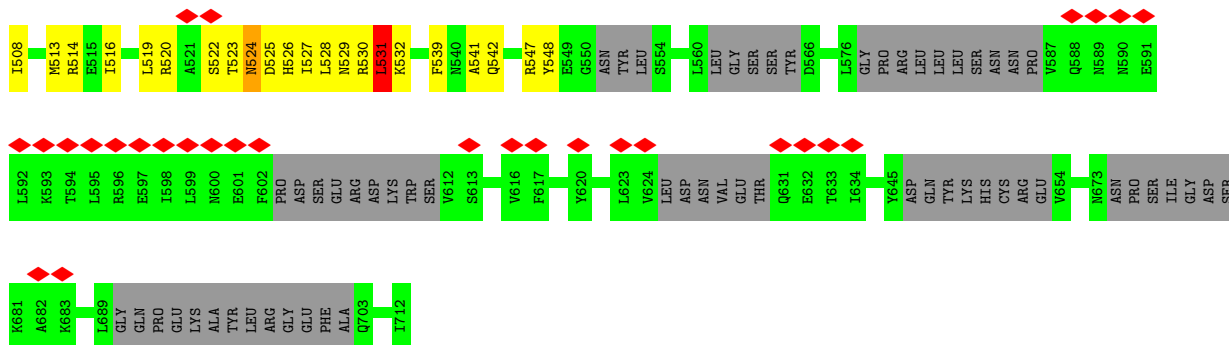 I508 M513 R514 E515 I516 L519 R520 A521 S522 T523 N524 D525 H526 I527 L528 N529 R530 L531 K532 F539 N540 A541 Q542 R547 Y548 E549 G550 ASN TYR LEU S554 L560 LEU GLY SER SER TYR D566 L576 GLY PRO ARG LEU LEU LEU SER ASN ASN PRO V587 Q588 N589 N590 E591
L592 K593 T594 L595 R596 E597 I598 L599 N600 E601 F602 PRO ASP SER GLU ARG ASP LYS TRP SER V612 S613 V616 F617 Y620 L623 V624 LEU ASP ASN VAL GLU THR Q631 E632 T633 I634 Y645 ASP GLN TYR LYS HIS CYS ARG GLU V654 N673 ASN PRO SER ILE GLY ASP SER
K681 A682 K683 L689 GLY GLN PRO GLU LYS ALA TYR LEU ARG GLY GLU PHE ALA Q703 I712